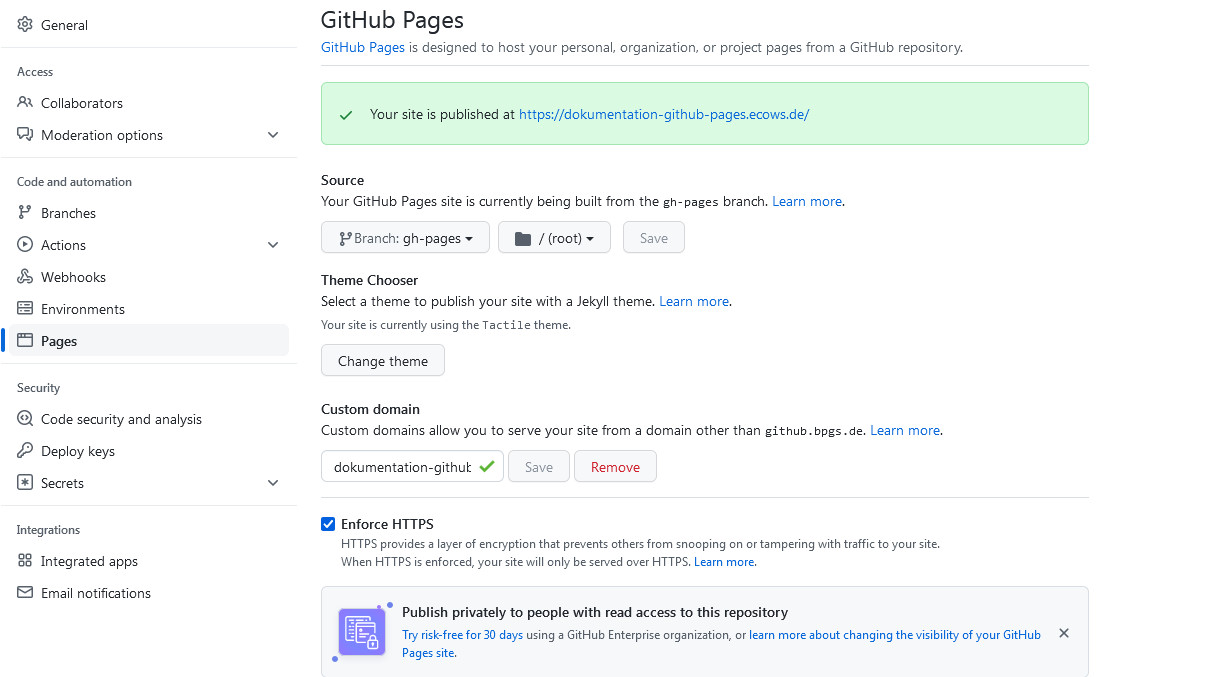 General
Access
Collaborators
Moderation options
Code and automation
Branches
Actions
Webhooks
Environments
Pages
Security
Code security and analysis
Deploy keys
Secrets
Integrations
Integrated apps
Email notifications
GitHub Pages
GitHub Pages is designed to host your personal, organization, or project pages from a GitHub repository.
Your site is published at https://dokumentation-github-pages.ecows.de/
Source
Your GitHub Pages site is currently being built from the gh-pages branch. Learn more.
Branch: gh-pages / (root) Save
Theme Chooser
Select a theme to publish your site with a Jekyll theme. Learn more.
Your site is currently using the Tactile theme.
Change theme
Custom domain
Custom domains allow you to serve your site from a domain other than github.bpgs.de. Learn more.
dokumentation-github Save Remove
Enforce HTTPS
HTTPS provides a layer of encryption that prevents others from snooping on or tampering with traffic to your site.
When HTTPS is enforced, your site will only be served over HTTPS. Learn more.
Publish privately to people with read access to this repository
Try risk-free for 30 days using a GitHub Enterprise organization, or learn more about changing the visibility of your GitHub
Pages site.